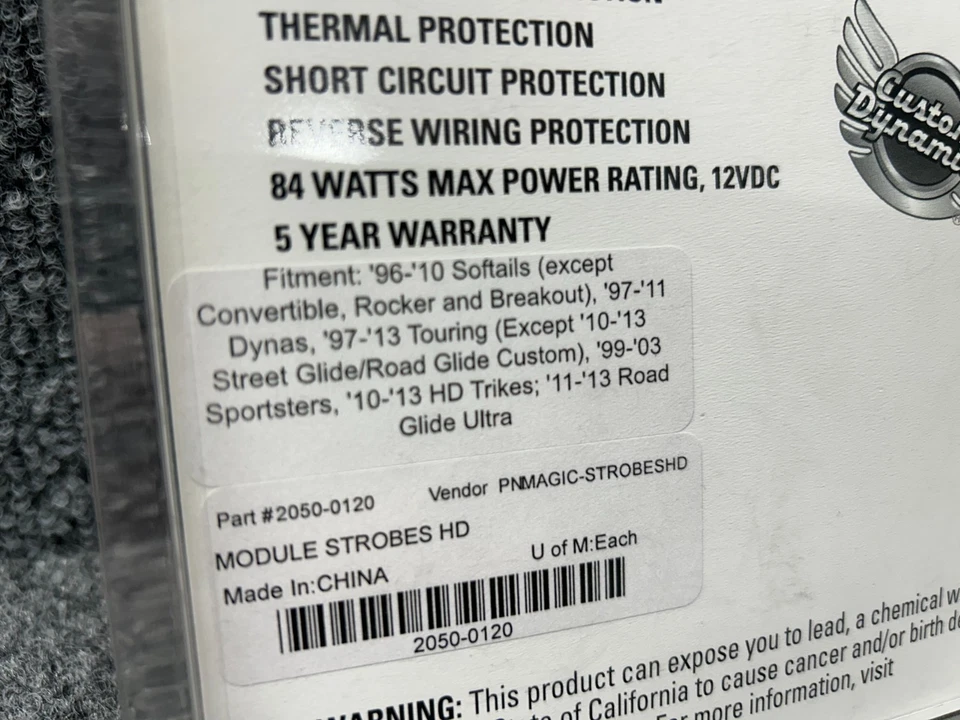 THERMAL PROTECTION
SHORT CIRCUIT PROTECTION
REVERSE WIRING PROTECTION
84 WATTS MAX POWER RATING, 12VDC
5 YEAR WARRANTY
Custom
Dynami
Fitment: '96-'10 Softails (except
Convertible, Rocker and Breakout), '97-'11
Dynas, '97-'13 Touring (Except '10-'13
Street Glide/Road Glide Custom), '99-'03
Sportsters, '10-'13 HD Trikes; '11-'13 Road
Glide Ultra
Part #2050-0120 Vendor PNMAGIC-STROBESHD
MODULE STROBES HD
Made In:CHINA U of M:Each
2050-0120
WARNING: This product can expose you to lead, a chemical w
State of California to cause cancer and/or birth de
For more information, visit